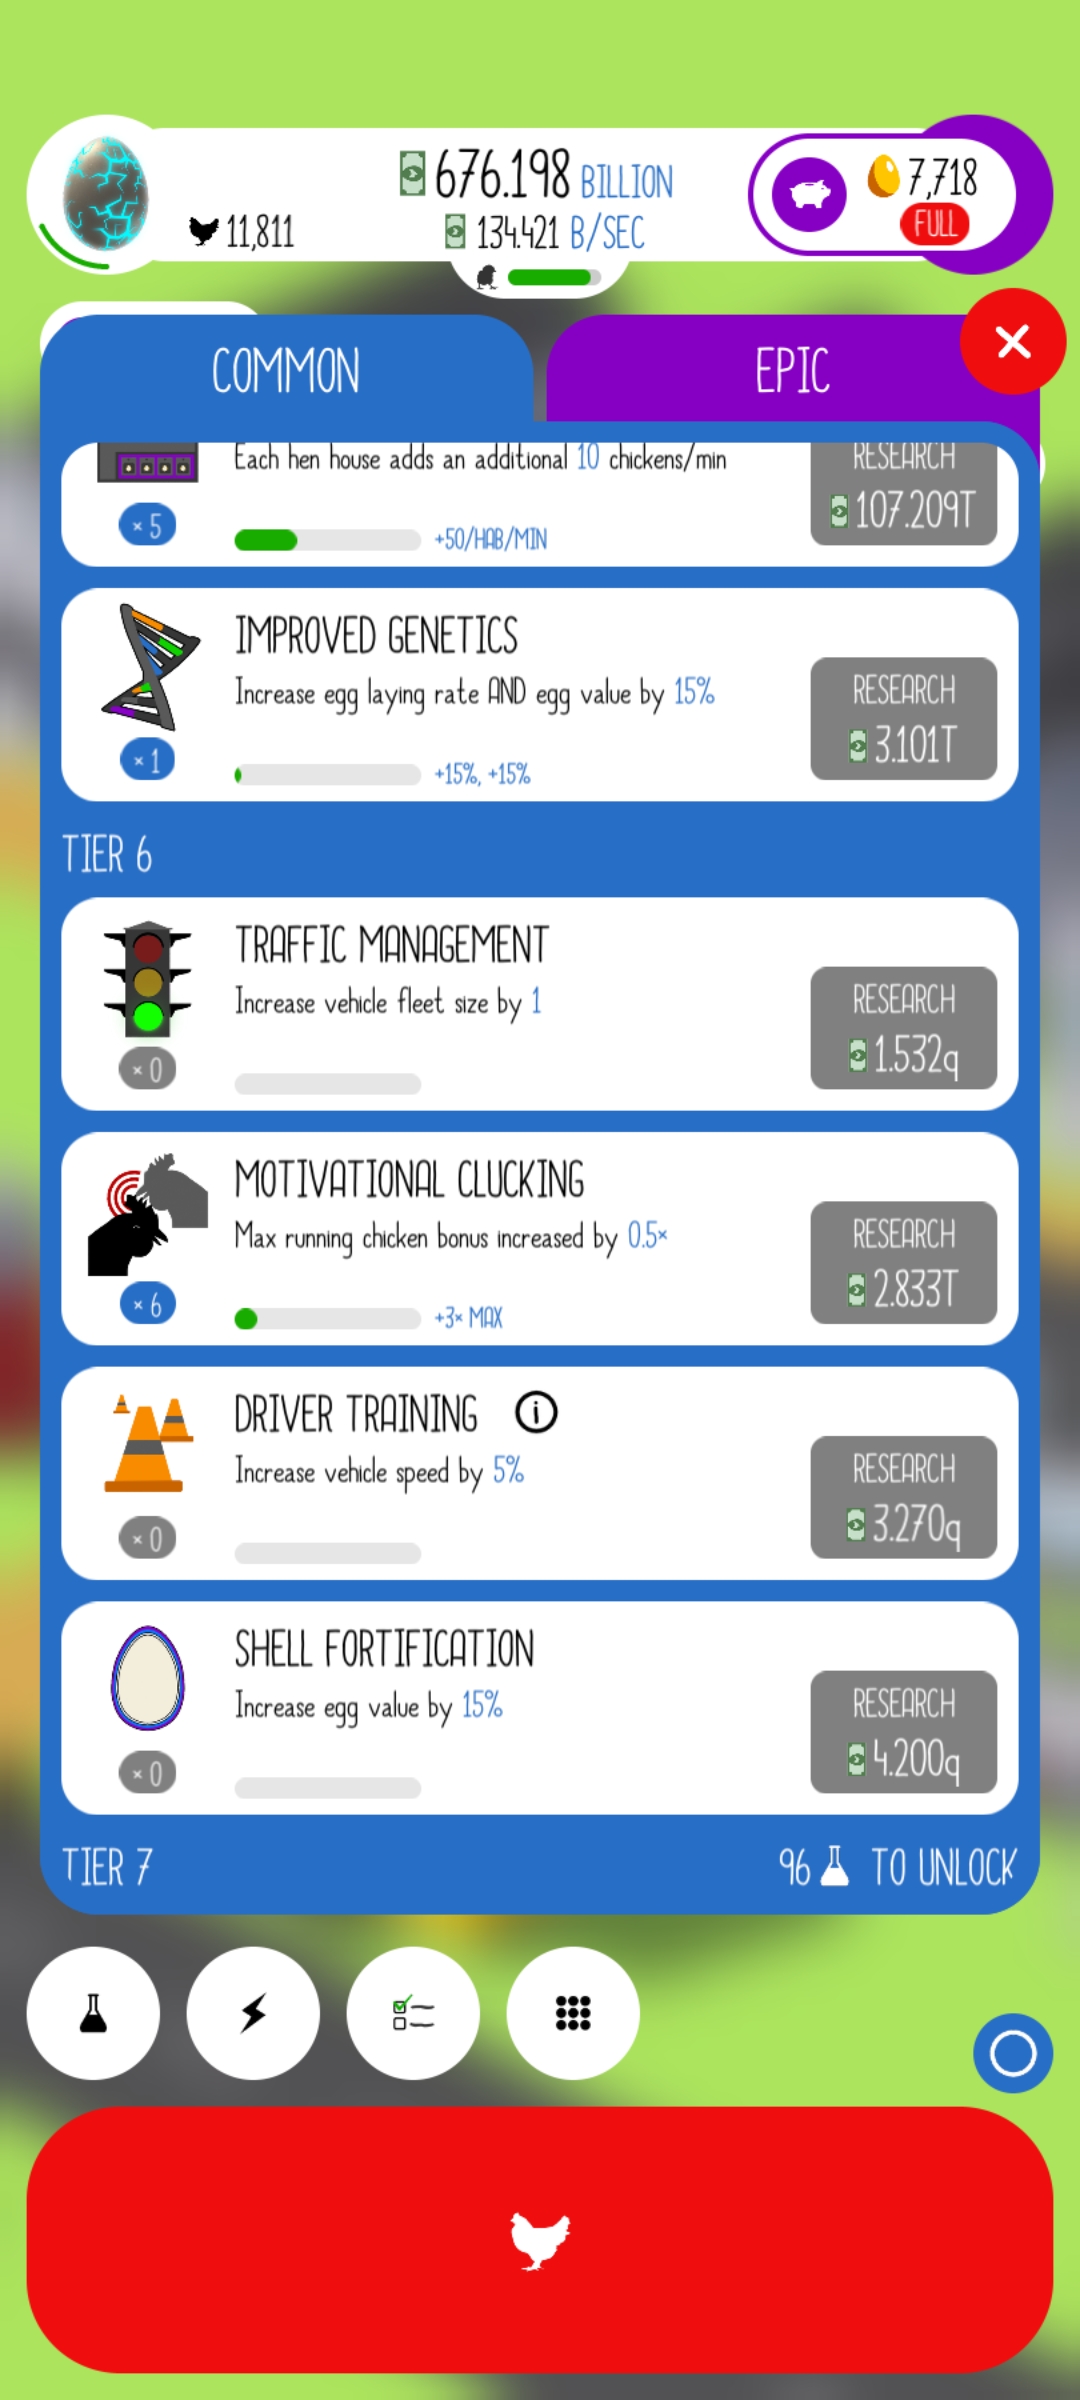 676.198 BILLION
11,811
134.421 B/SEC
7,718
FULL
COMMON
EPIC
Each hen house adds an additional 10 chickens/min
RESEARCH
107.209T
× 5
+50/HAB/MIN
IMPROVED GENETICS
Increase egg laying rate AND egg value by 15%
RESEARCH
3.101T
× 1
+15%, +15%
TIER 6
TRAFFIC MANAGEMENT
Increase vehicle fleet size by 1
RESEARCH
1.532q
× 0
MOTIVATIONAL CLUCKING
Max running chicken bonus increased by 0.5×
RESEARCH
2.833T
× 6
+3× MAX
DRIVER TRAINING i
Increase vehicle speed by 5%
RESEARCH
3.270q
× 0
SHELL FORTIFICATION
Increase egg value by 15%
RESEARCH
4.200q
× 0
TIER 7
96 TO UNLOCK